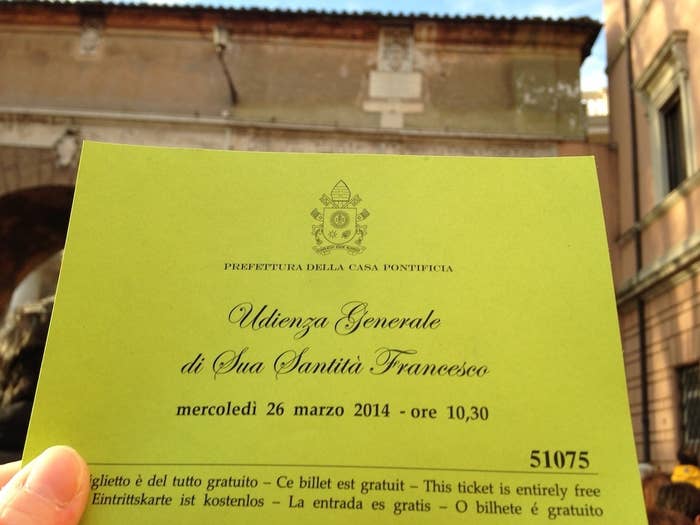 PREFETTURA DELLA CASA PONTIFICIA
Udienza Generale
di Sua Santità Francesco
mercoledì 26 marzo 2014 - ore 10,30
51075
iglietto è del tutto gratuito – Ce billet est gratuit – This ticket is entirely free
Eintrittskarte ist kostenlos – La entrada es gratis – O bilhete é gratuito